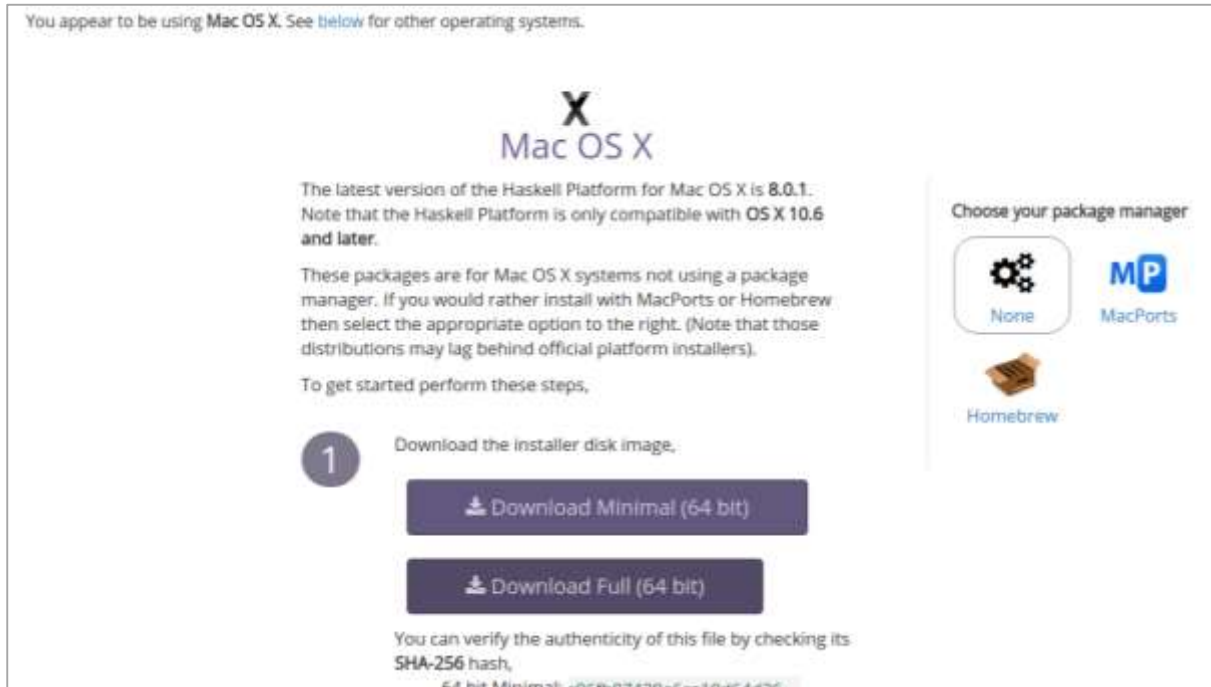 You appear to be using Mac OS X. See below for other operating systems.
X
Mac OS X
The latest version of the Haskell Platform for Mac OS X is 8.0.1.
Note that the Haskell Platform is only compatible with OS X 10.6
and later.
These packages are for Mac OS X systems not using a package
manager. If you would rather install with MacPorts or Homebrew
then select the appropriate option to the right. (Note that those
distributions may lag behind official platform installers).
To get started perform these steps,
1
Download the installer disk image,
Download Minimal (64 bit)
Download Full (64 bit)
You can verify the authenticity of this file by checking its
SHA-256 hash,
64 bit Minimal:
Choose your package manager
MP
None
MacPorts
Homebrew